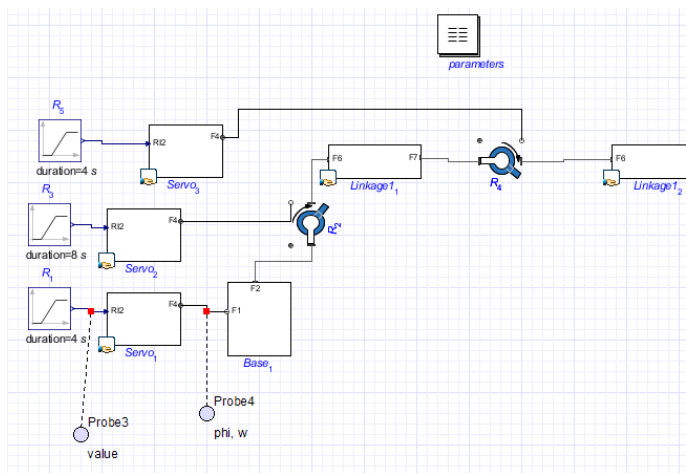 parameters
R5
duration=4 s
RI2
F4
Servo3
F6
F7
Linkage11
R4
F6
Linkage12
R3
duration=8 s
RI2
F4
Servo2
R2
R1
duration=4 s
RI2
F4
Servo1
F2
F1
Base1
Probe3
value
Probe4
phi, w